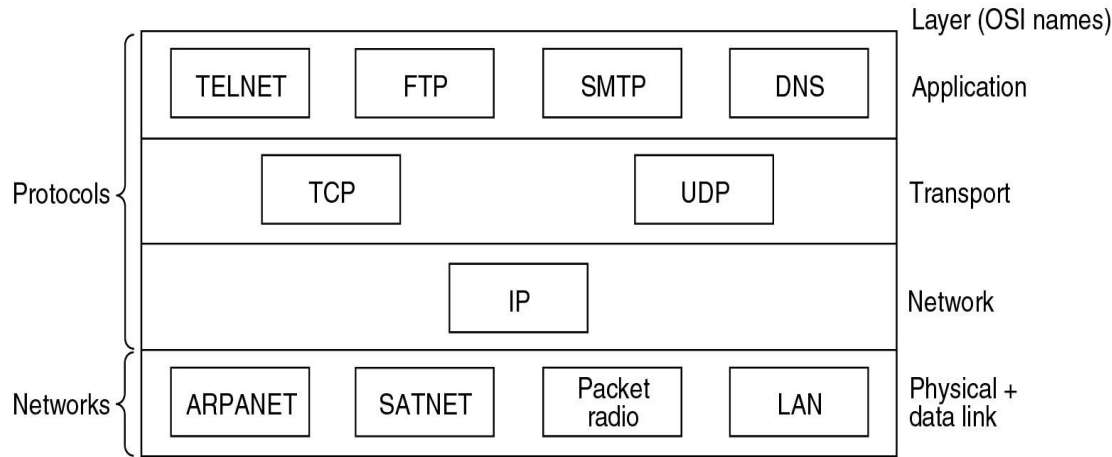 Layer (OSI names)
TELNET FTP SMTP DNS Application
Protocols TCP UDP Transport
IP Network
Networks ARPANET SATNET Packet
radio LAN Physical +
data link